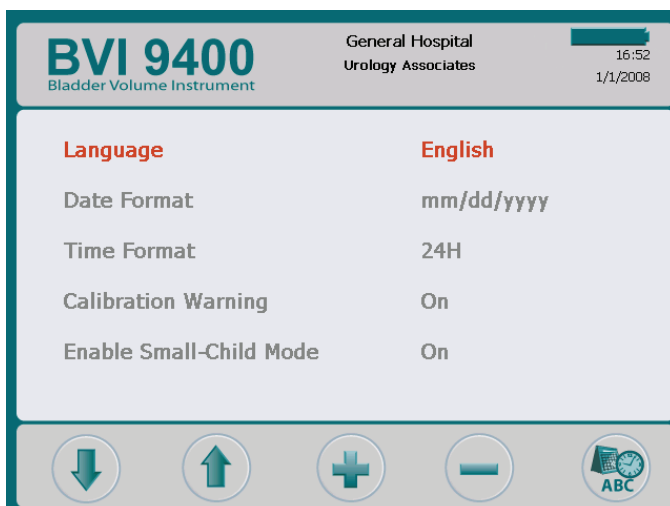 BVI 9400
Bladder Volume Instrument
General Hospital
Urology Associates
16:52
1/1/2008
Language English
Date Format mm/dd/yyyy
Time Format 24H
Calibration Warning On
Enable Small-Child Mode On
ABC